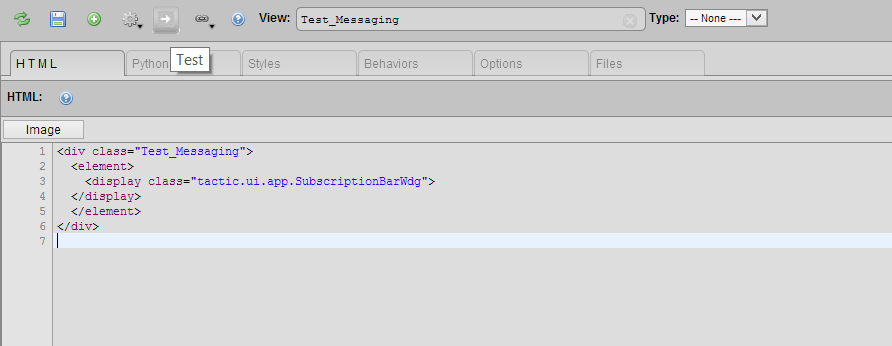 View: Test_Messaging Type: -- None ---
Test
HTML Python Styles Behaviors Options Files
HTML:
Image
1 <div class="Test_Messaging">
2 <element>
3 <display class="tactic.ui.app.SubscriptionBarWdg">
4 </display>
5 </element>
6 </div>
7